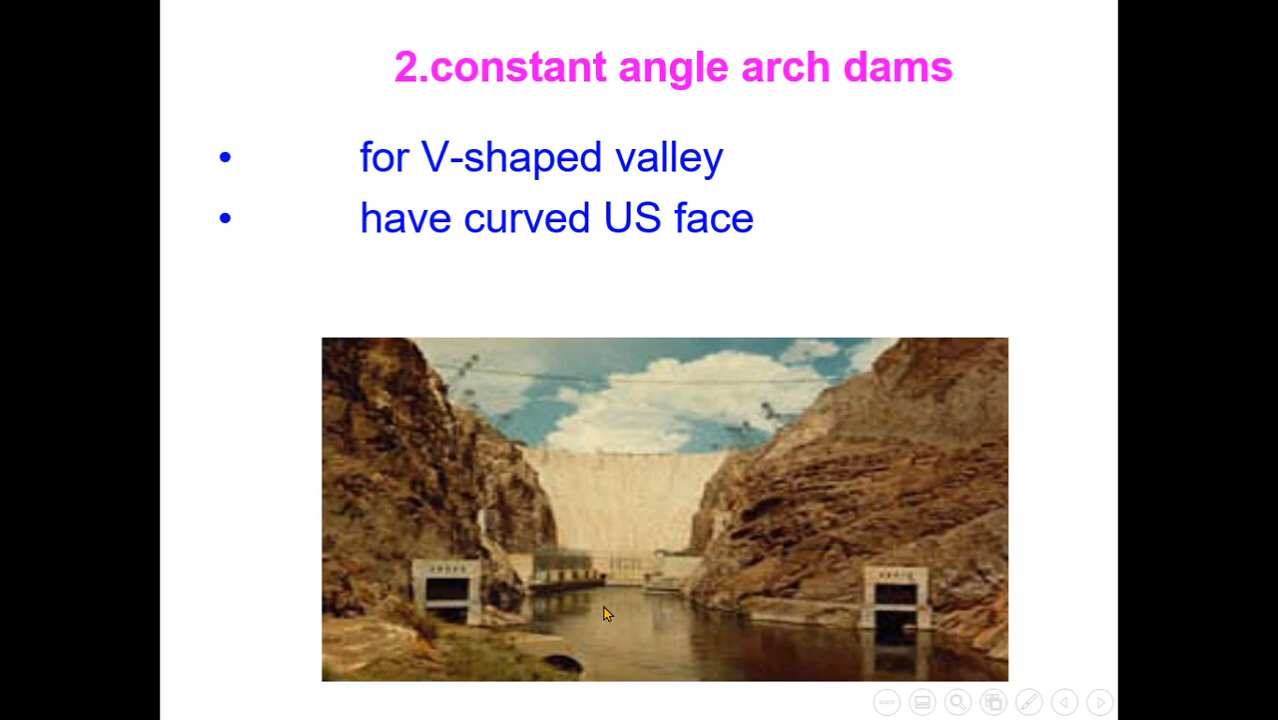 2.constant angle arch dams
• for V-shaped valley
• have curved US face